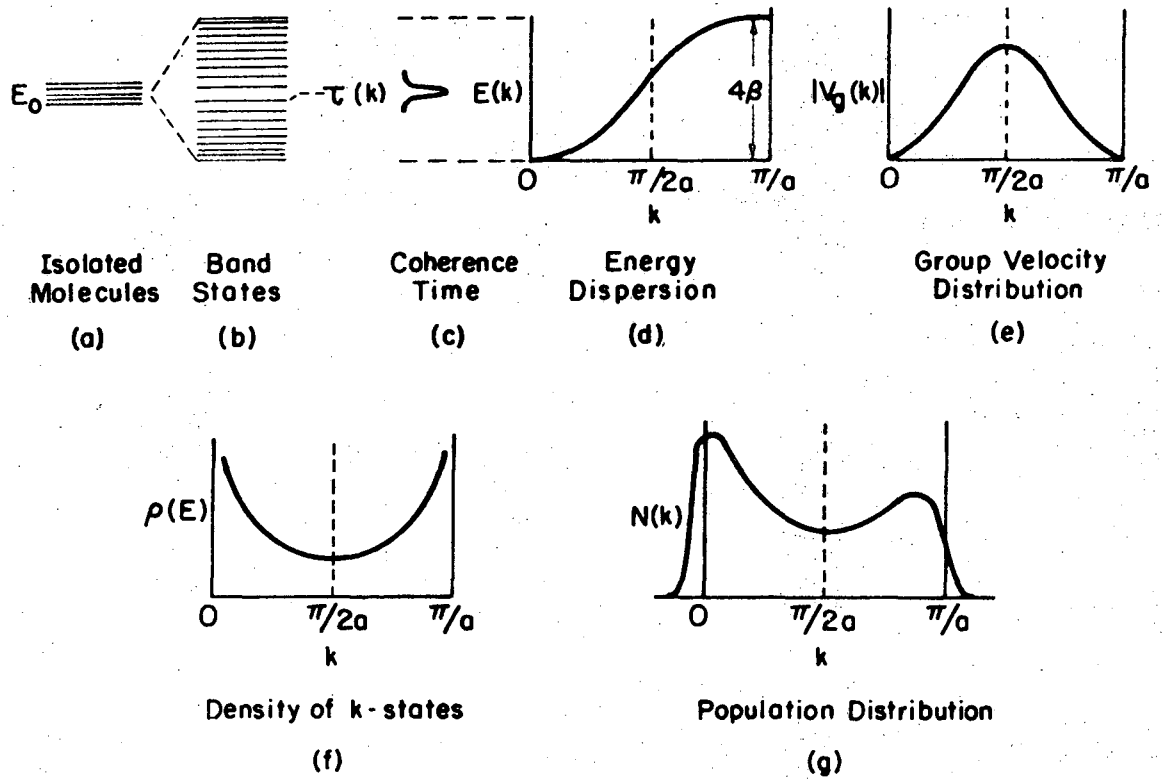 E₀
τ(k)
E(k)
4β
0
π/2a
π/a
k
|Vg(k)|
0
π/2a
π/a
k
Isolated
Molecules
(a)
Band
States
(b)
Coherence
Time
(c)
Energy
Dispersion
(d)
Group Velocity
Distribution
(e)
ρ(E)
0
π/2a
π/a
k
Density of k-states
(f)
N(k)
0
π/2a
π/a
k
Population Distribution
(g)